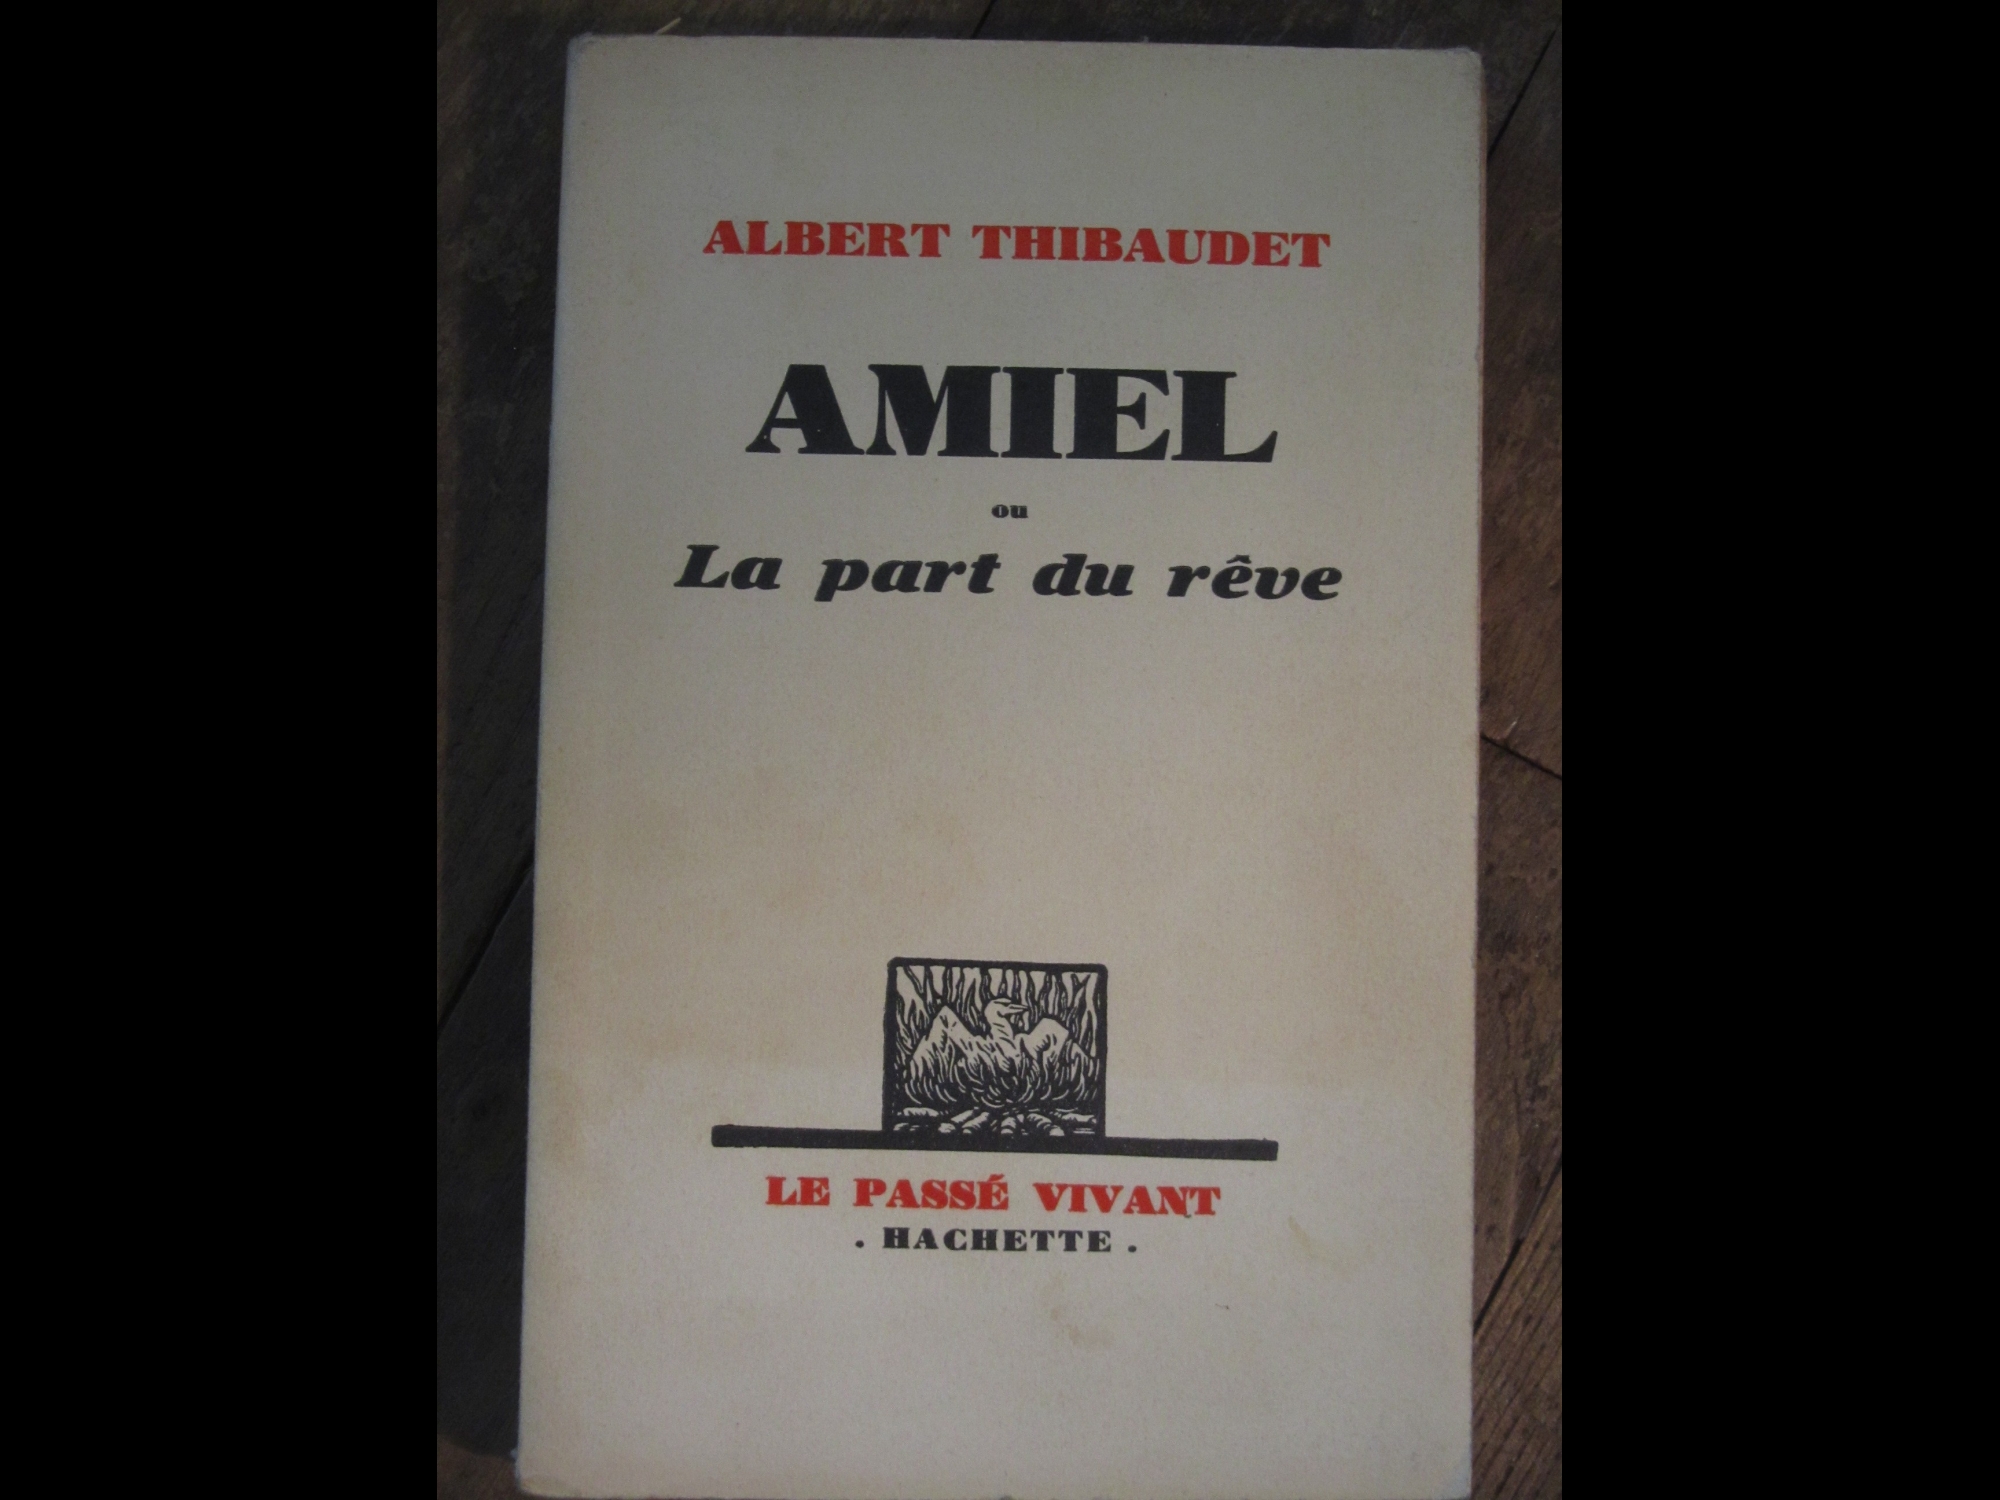 ALBERT THIBAUDET
AMIEL
ou
La part du rêve
LE PASSÉ VIVANT
. HACHETTE .